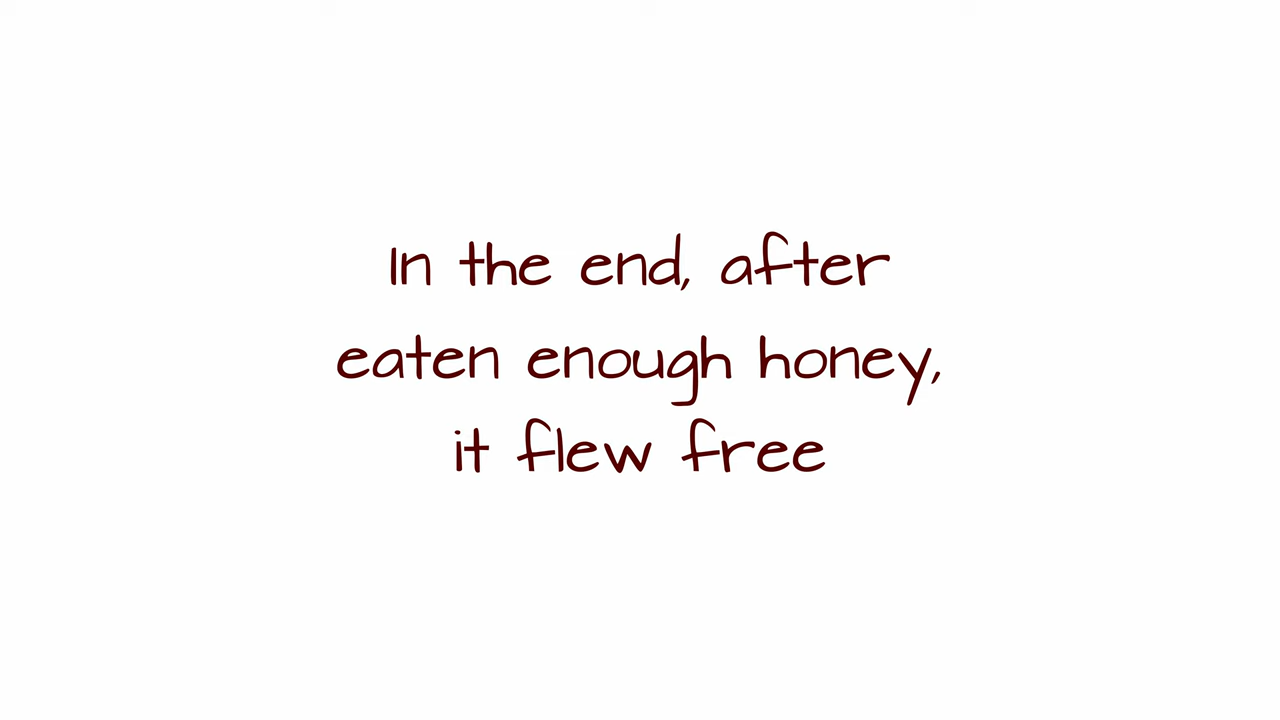 In the end, after
eaten enough honey,
it flew free